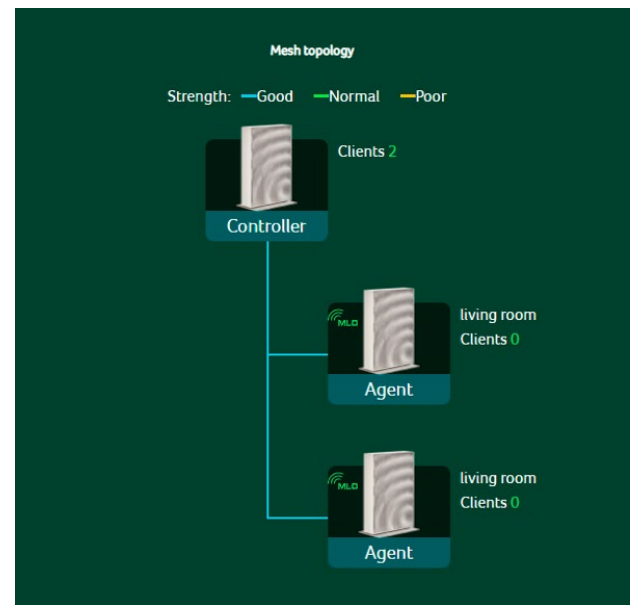 Mesh topology
Strength: Good Normal Poor
Clients 2
Controller
MLO
living room
Clients 0
Agent
MLO
living room
Clients 0
Agent